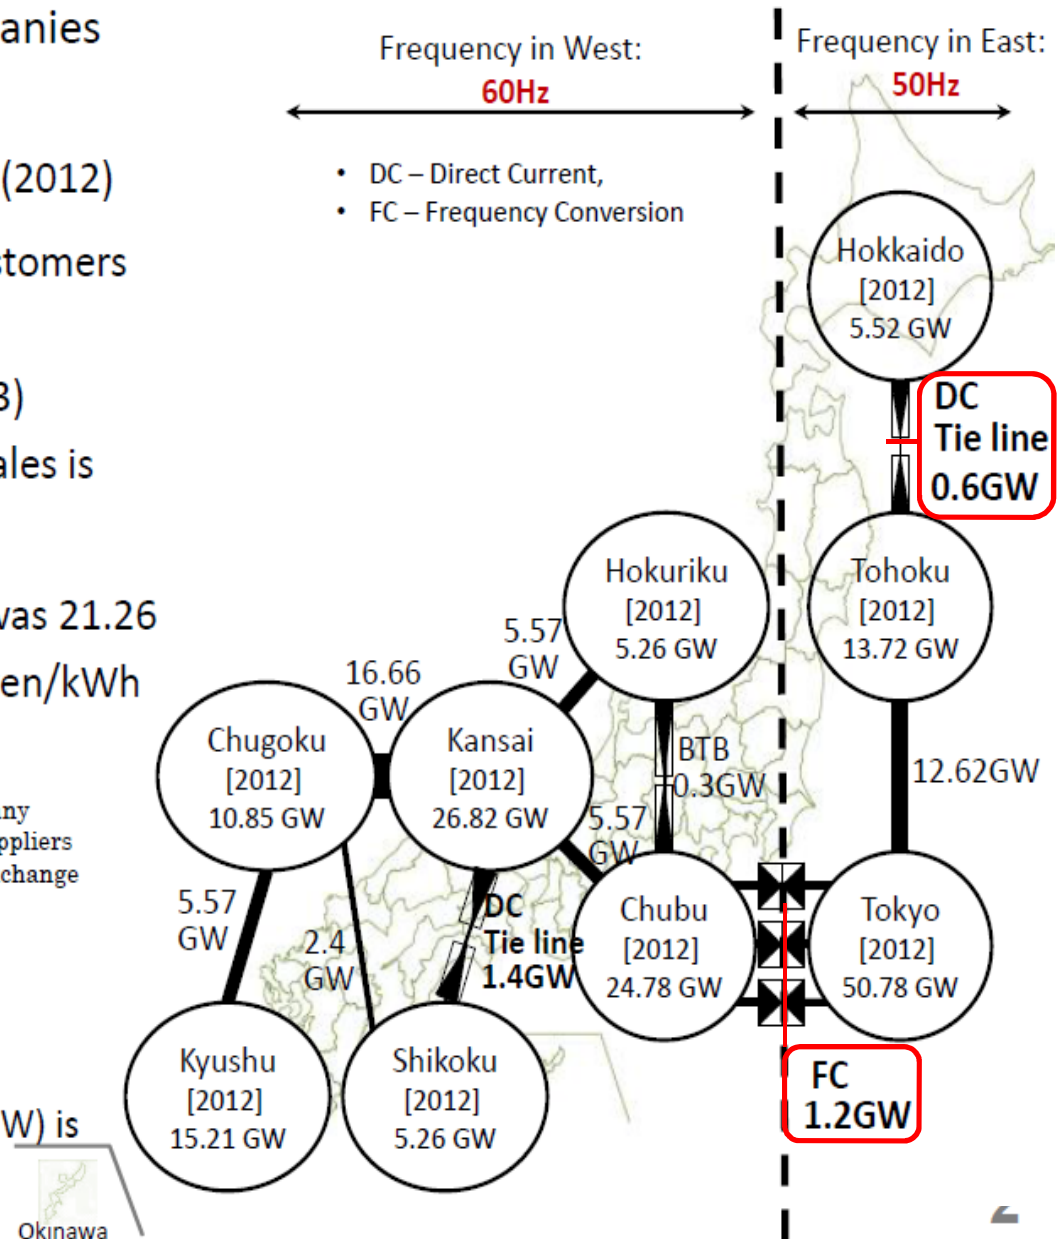 anies
(2012)
stomers
3)
ales is
was 21.26
en/kWh
any
ppliers
change
W) is
Okinawa
Frequency in West:
60Hz
Frequency in East:
50Hz
• DC – Direct Current,
• FC – Frequency Conversion
Hokkaido
[2012]
5.52 GW
DC
Tie line
0.6GW
Hokuriku
[2012]
5.26 GW
Tohoku
[2012]
13.72 GW
5.57
GW
16.66
GW
Chugoku
[2012]
10.85 GW
Kansai
[2012]
26.82 GW
BTB
0.3GW
12.62GW
5.57
GW
5.57
GW
2.4
GW
DC
Tie line
1.4GW
Chubu
[2012]
24.78 GW
Tokyo
[2012]
50.78 GW
Kyushu
[2012]
15.21 GW
Shikoku
[2012]
5.26 GW
FC
1.2GW